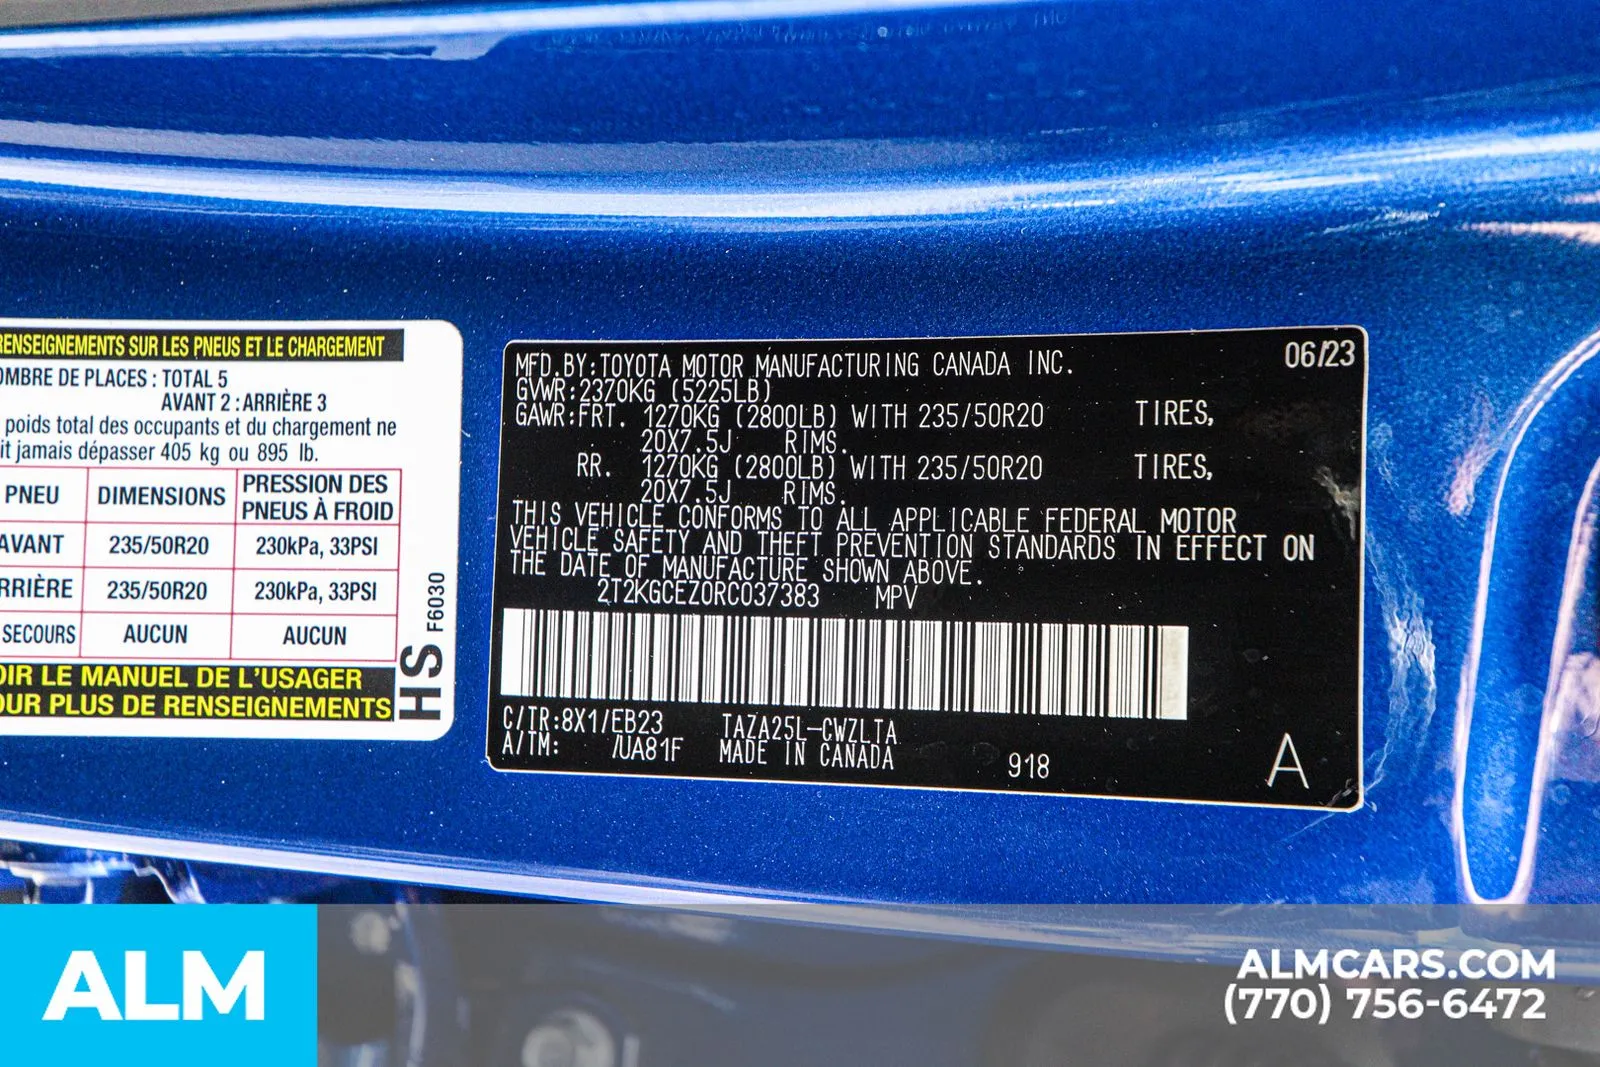 RENSEIGNEMENTS SUR LES PNEUS ET LE CHARGEMENT
OMBRE DE PLACES : TOTAL 5
AVANT 2 : ARRIÈRE 3
poids total des occupants et du chargement ne
it jamais dépasser 405 kg ou 895 lb.
PNEU DIMENSIONS PRESSION DES PNEUS À FROID
AVANT 235/50R20 230kPa, 33PSI
RRIÈRE 235/50R20 230kPa, 33PSI
SECOURS AUCUN AUCUN
OIR LE MANUEL DE L'USAGER
OUR PLUS DE RENSEIGNEMENTS
HS F6030
MFD.BY:TOYOTA MOTOR MANUFACTURING CANADA INC. 06/23
GVWR:2370KG (5225LB)
GAWR:FRT. 1270KG (2800LB) WITH 235/50R20 TIRES,
20X7.5J RIMS.
RR. 1270KG (2800LB) WITH 235/50R20 TIRES,
20X7.5J RIMS.
THIS VEHICLE CONFORMS TO ALL APPLICABLE FEDERAL MOTOR
VEHICLE SAFETY AND THEFT PREVENTION STANDARDS IN EFFECT ON
THE DATE OF MANUFACTURE SHOWN ABOVE.
2T2KGCEZ0RC037383 MPV
C/TR:8X1/EB23 TAZA25L-CWZLTA
A/TM: /UA81F MADE IN CANADA 918 A
ALM
ALMCARS.COM
(770) 756-6472